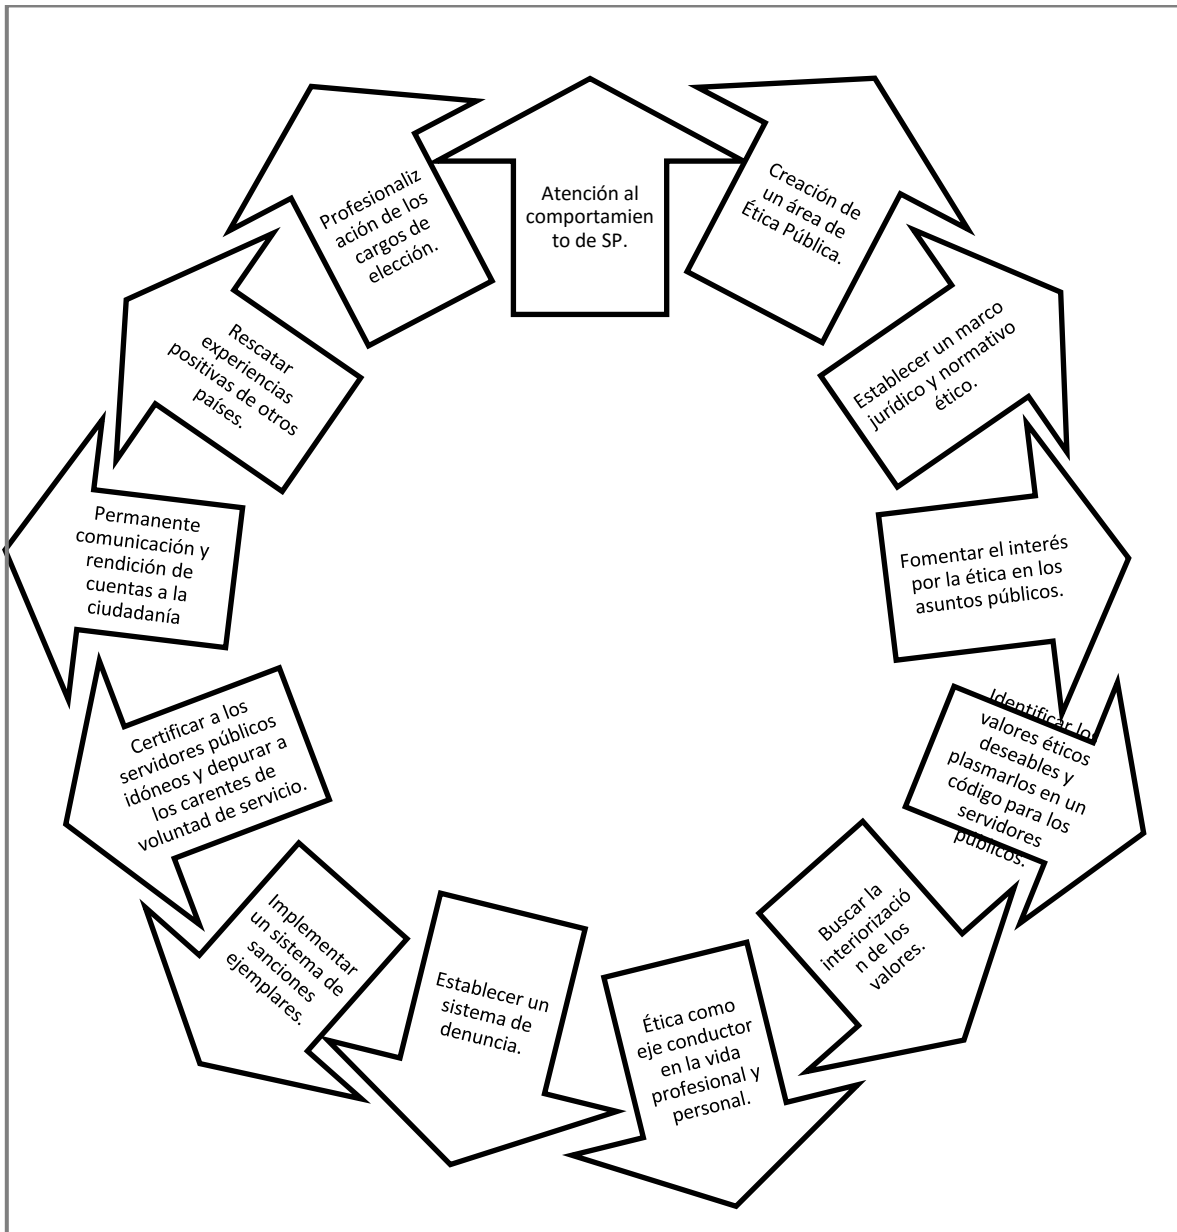 Atención al
comportamien
to de SP.
Creación de
un área de
Ética Pública.
Establecer un marco
jurídico y normativo
ético.
Fomentar el interés
por la ética en los
asuntos públicos.
Identificar los
valores éticos
deseables y
plasmarlos en un
código para los
servidores
públicos.
Buscar la
interiorizació
n de los
valores.
Ética como
eje conductor
en la vida
profesional y
personal.
Establecer un
sistema de
denuncia.
Implementar
un sistema de
sanciones
ejemplares.
Certificar a los
servidores públicos
idóneos y depurar a
los carentes de
voluntad de servicio.
Permanente
comunicación y
rendición de
cuentas a la
ciudadanía
Rescatar
experiencias
positivas de otros
países.
Profesionaliz
ación de los
cargos de
elección.